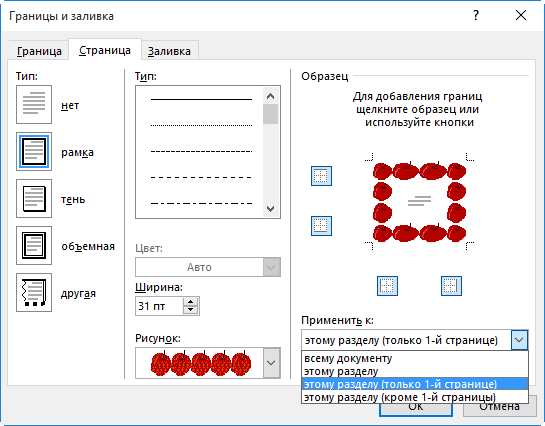 Границы и заливка
?
Граница
Страница
Заливка
Тип:
нет
рамка
тень
объемная
другая
Тип:
Цвет:
Авто
Ширина:
31 пт
Рисунок:
Образец
Для добавления границ
щелкните образец или
используйте кнопки
Применить к:
этому разделу (только 1-й странице)
всему документу
этому разделу
этому разделу (только 1-й странице)
этому разделу (кроме 1-й страницы)
ОК
Отмена